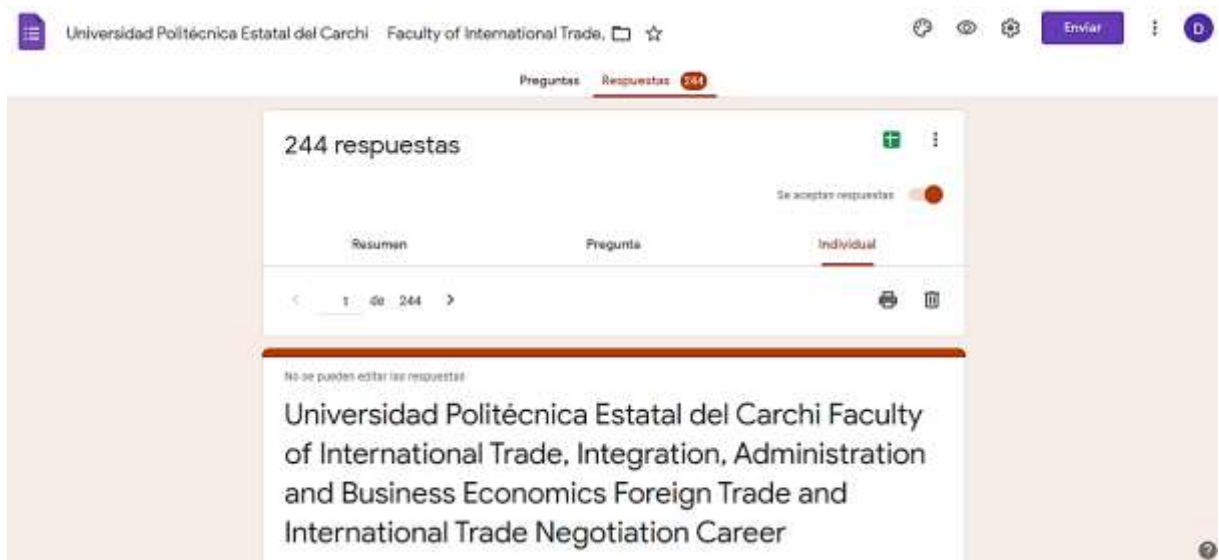 Universidad Politécnica Estatal del Carchi Faculty of International Trade,
Enviar
D
Preguntas Respuestas 244
244 respuestas
Se aceptan respuestas
Resumen Pregunta Individual
1 de 244
No se pueden editar las respuestas
Universidad Politécnica Estatal del Carchi Faculty
of International Trade, Integration, Administration
and Business Economics Foreign Trade and
International Trade Negotiation Career